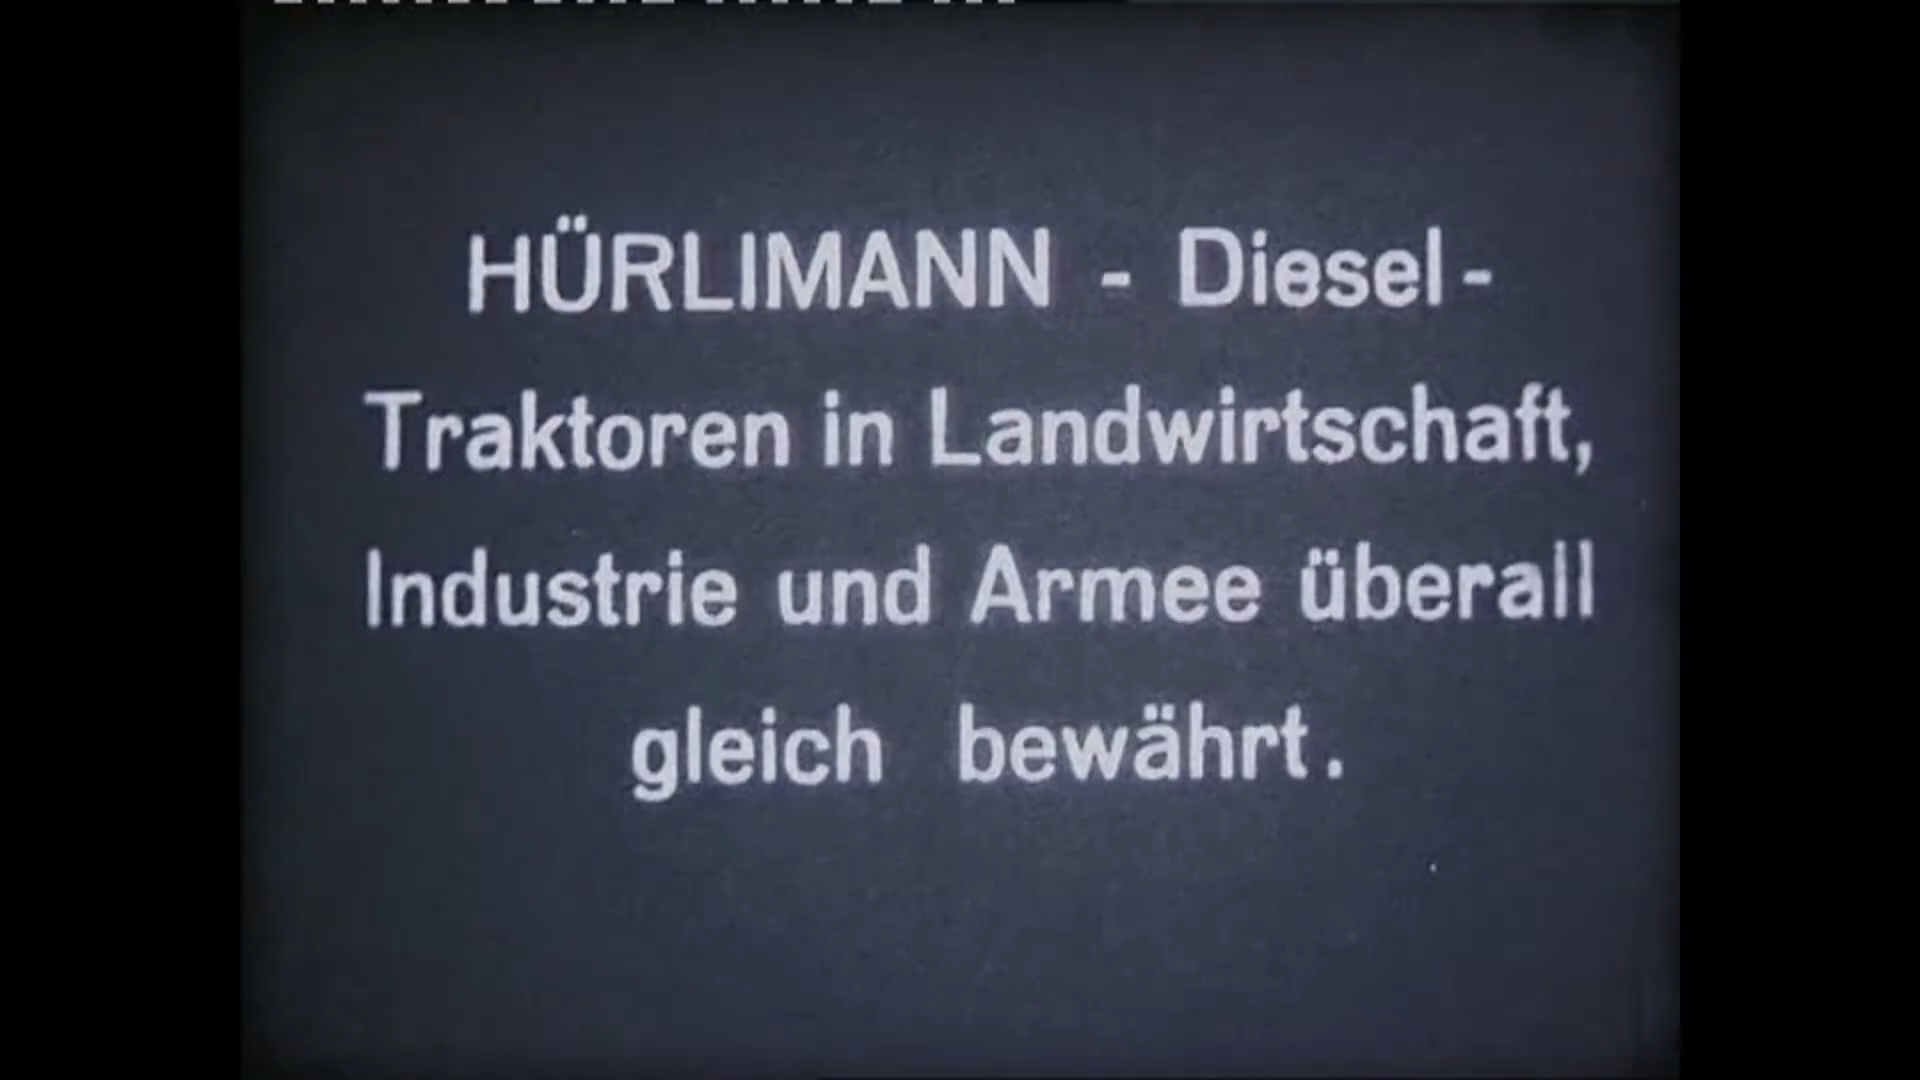 HÜRLIMANN - Diesel -
Traktoren in Landwirtschaft,
Industrie und Armee überall
gleich bewährt.